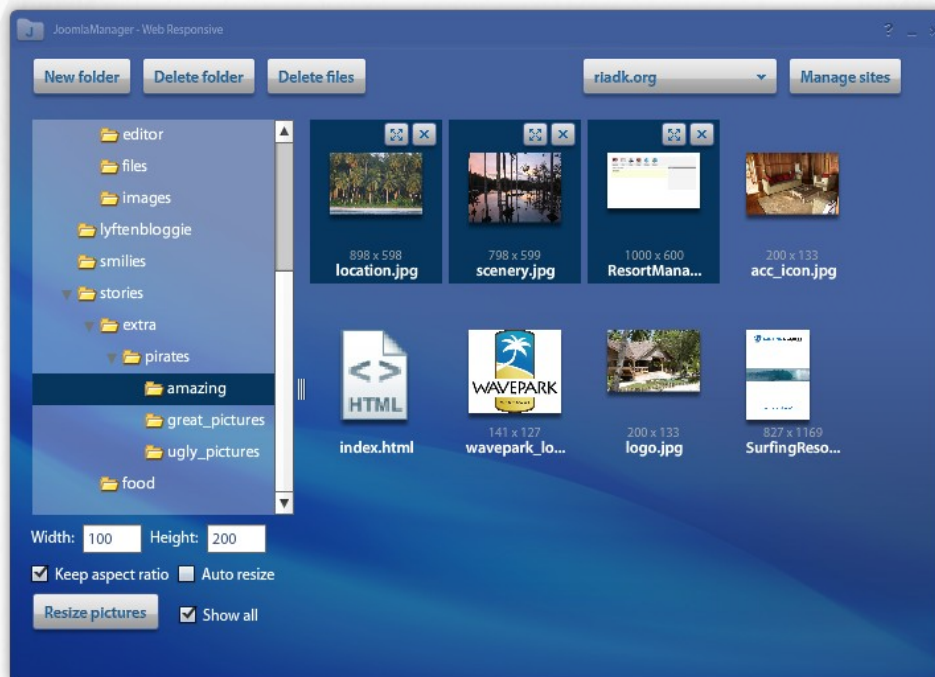 JoomlaManager - Web Responsive
?
New folder
Delete folder
Delete files
riadk.org
Manage sites
editor
files
images
lyftenbloggie
smilies
stories
extra
pirates
amazing
great_pictures
ugly_pictures
food
898 x 598
location.jpg
798 x 599
scenery.jpg
1000 x 600
ResortMana...
200 x 133
acc_icon.jpg
HTML
index.html
WAVEPARK
141 x 127
wavepark_lo...
200 x 133
logo.jpg
827 x 1169
SurfingReso...
Width: 100 Height: 200
Keep aspect ratio Auto resize
Resize pictures
Show all